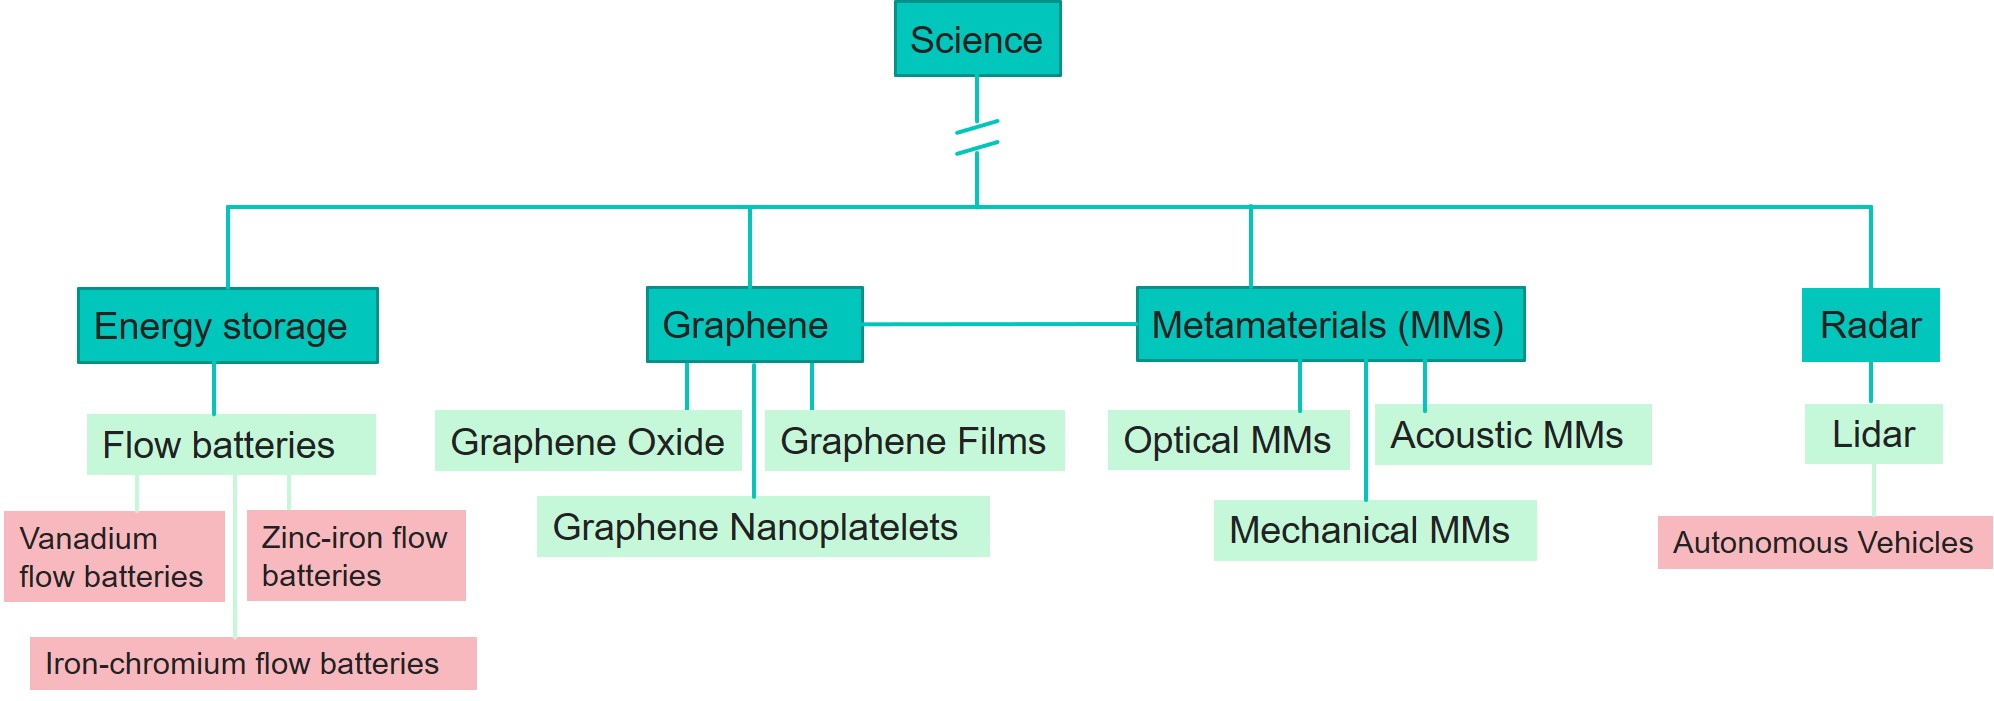 Science
Energy storage
Graphene
Metamaterials (MMs)
Radar
Flow batteries
Graphene Oxide
Graphene Films
Optical MMs
Acoustic MMs
Lidar
Graphene Nanoplatelets
Mechanical MMs
Vanadium
flow batteries
Zinc-iron flow
batteries
Autonomous Vehicles
Iron-chromium flow batteries